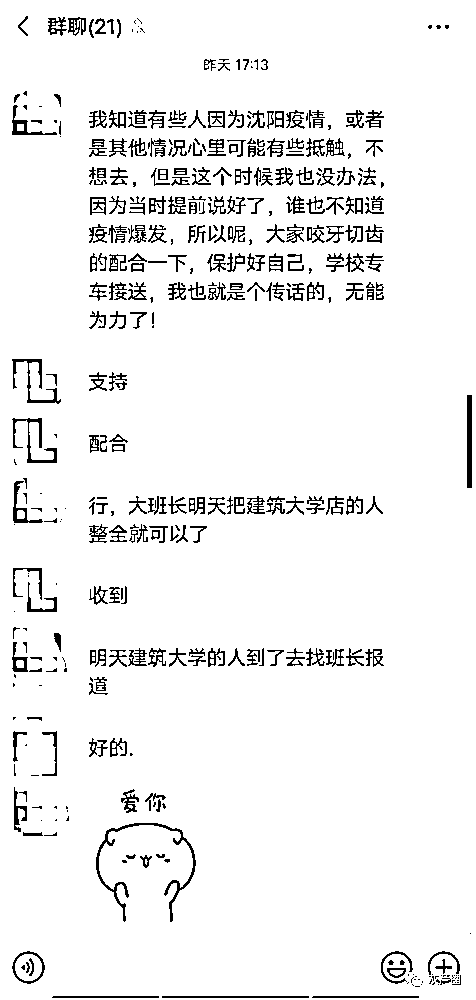 群聊(21)
昨天 17:13
我知道有些人因为沈阳疫情，或者
是其他情况心里可能有些抵触，不
想去，但是这个时候我也没办法，
因为当时提前说好了，谁也不知道
疫情爆发，所以呢，大家咬牙切齿
的配合一下，保护好自己，学校专
车接送，我也就是个传话的，无能
为力了！
支持
配合
行，大班长明天把建筑大学店的人
整全就可以了
收到
明天建筑大学的人到了去找班长报
道
好的.
爱你
灰产圈